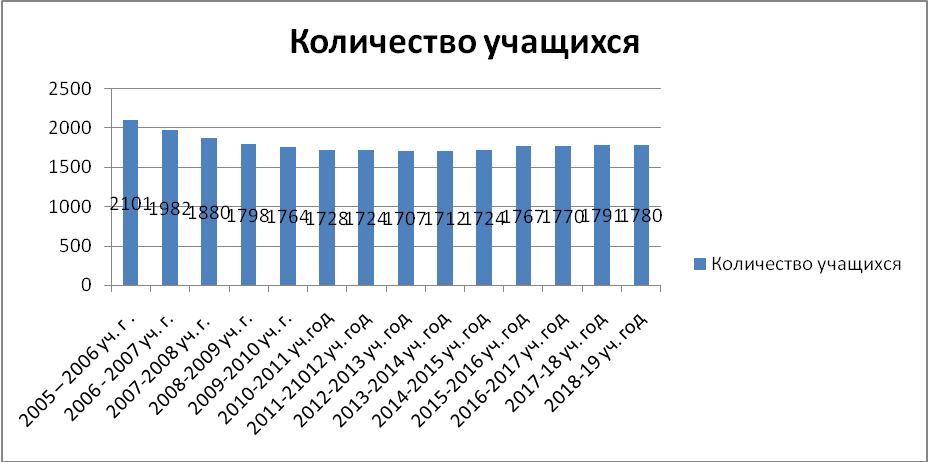 Количество учащихся
2500
2000
1500
1000
500
0
2101
1982
1880
1798
1764
1728
1724
1707
1712
1724
1767
1770
1791
1780
2005 – 2006 уч. г .
2006 - 2007 уч. г.
2007-2008 уч. г.
2008-2009 уч. г.
2009-2010 уч. г.
2010-2011 уч.год
2011-21012 уч.год
2012-2013 уч. год
2013-2014 уч. год
2014-2015 уч. год
2015-2016 уч. год
2016-2017 уч. год
2017-18 уч. год
2018-19 уч. год
Количество учащихся